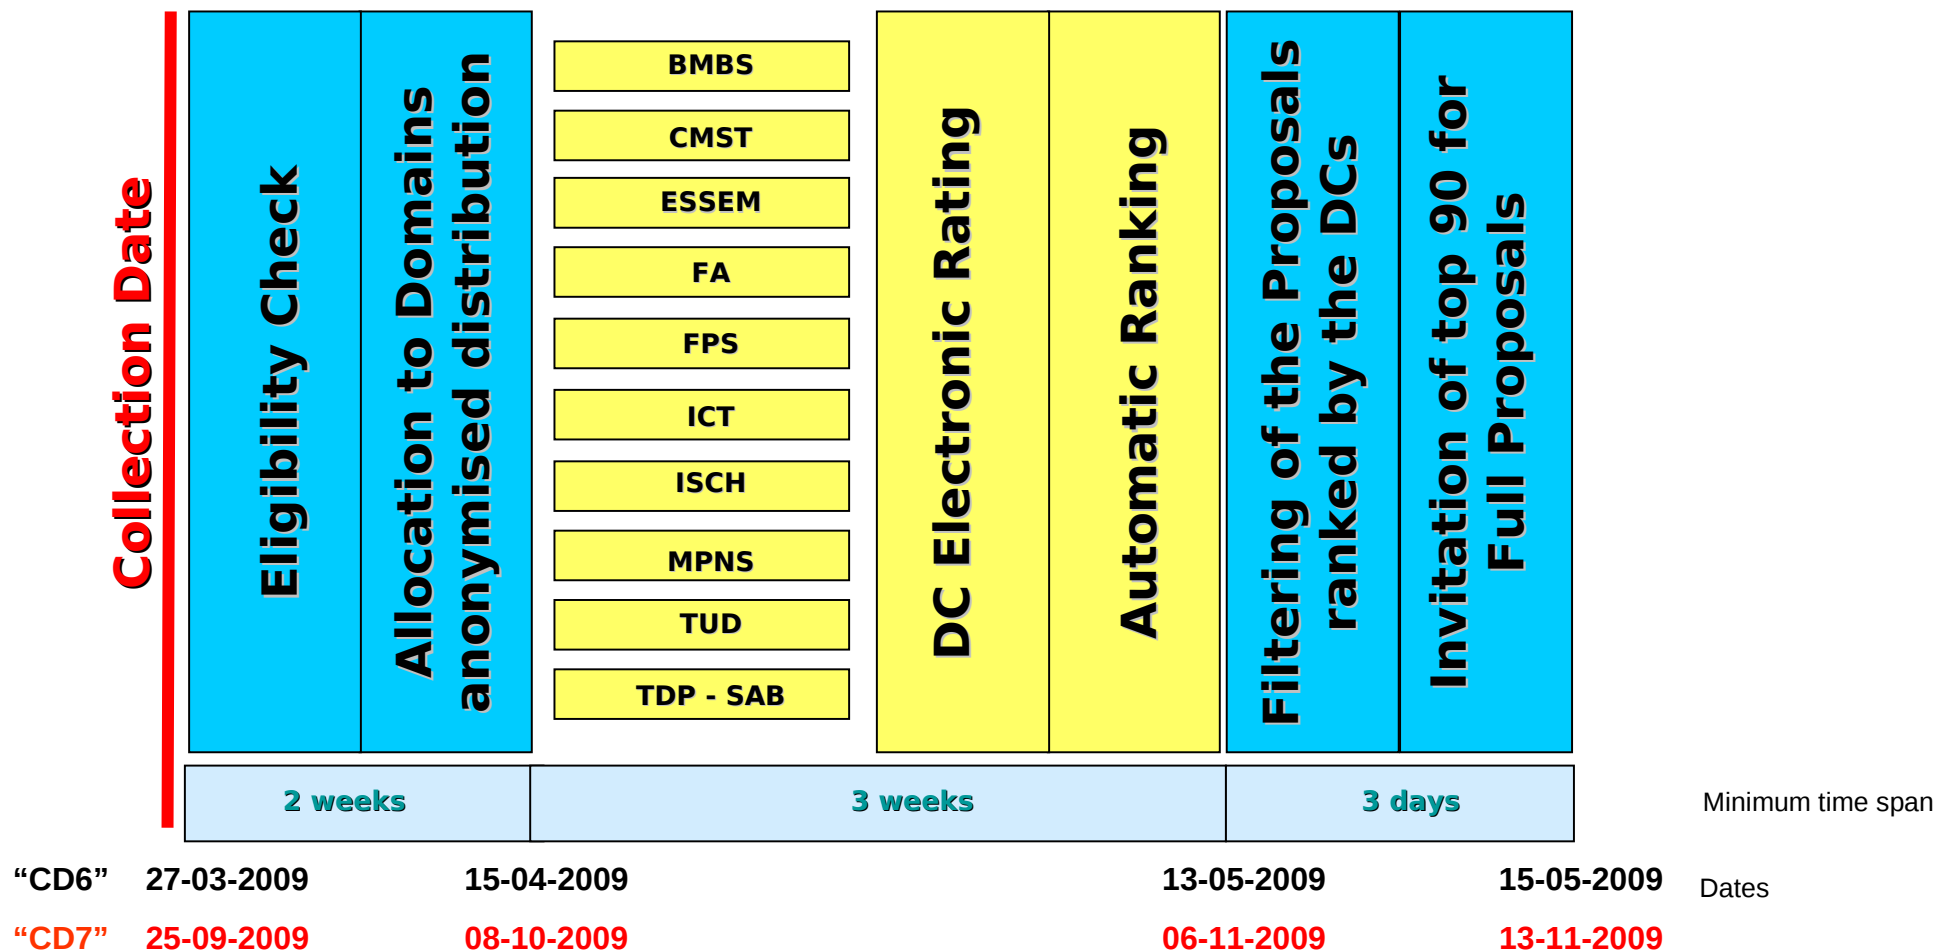 Collection Date
Eligibility Check
Allocation to Domains
anonymised distribution
BMBS
CMST
ESSEM
FA
FPS
ICT
ISCH
MPNS
TUD
TDP - SAB
DC Electronic Rating
Automatic Ranking
Filtering of the Proposals
ranked by the DCs
Invitation of top 90 for
Full Proposals
2 weeks
3 weeks
3 days
Minimum time span
“CD6” 27-03-2009 15-04-2009 13-05-2009 15-05-2009 Dates
“CD7” 25-09-2009 08-10-2009 06-11-2009 13-11-2009